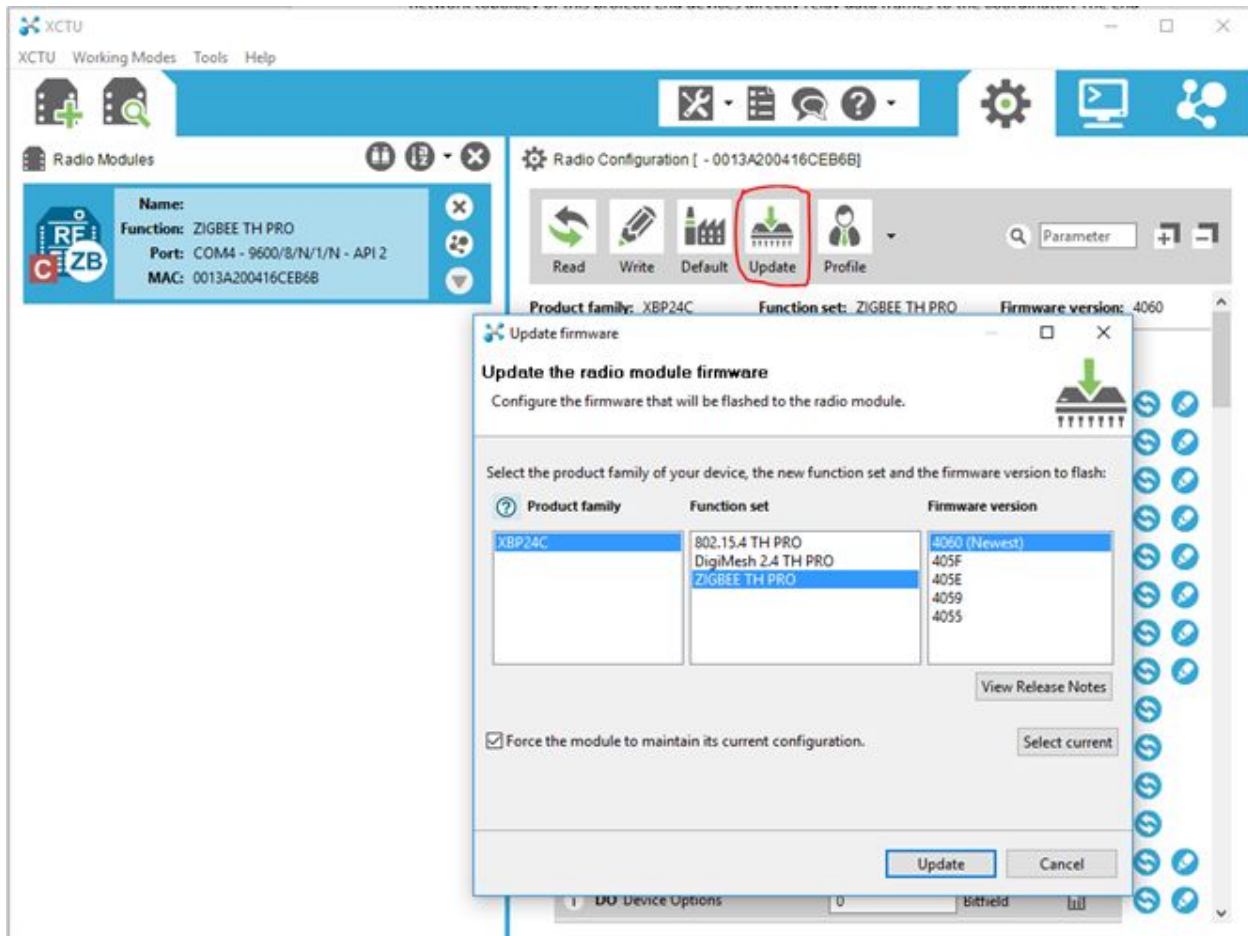 XCTU
XCTU Working Modes Tools Help
Radio Modules
Radio Configuration [ - 0013A200416CEB6B]
Name:
Function: ZIGBEE TH PRO
Port: COM4 - 9600/8/N/1/N - API 2
MAC: 0013A200416CEB6B
RF
C
ZB
Read Write Default Update Profile
Parameter
Product family: XBP24C Function set: ZIGBEE TH PRO Firmware version: 4060
Update firmware
Update the radio module firmware
Configure the firmware that will be flashed to the radio module.
Select the product family of your device, the new function set and the firmware version to flash:
Product family Function set Firmware version
XBP24C
802.15.4 TH PRO
DigiMesh 2.4 TH PRO
ZIGBEE TH PRO
4060 (Newest)
405F
405E
4059
4055
View Release Notes
Force the module to maintain its current configuration.
Select current
Update Cancel
i DO Device Options 0 Bitfield